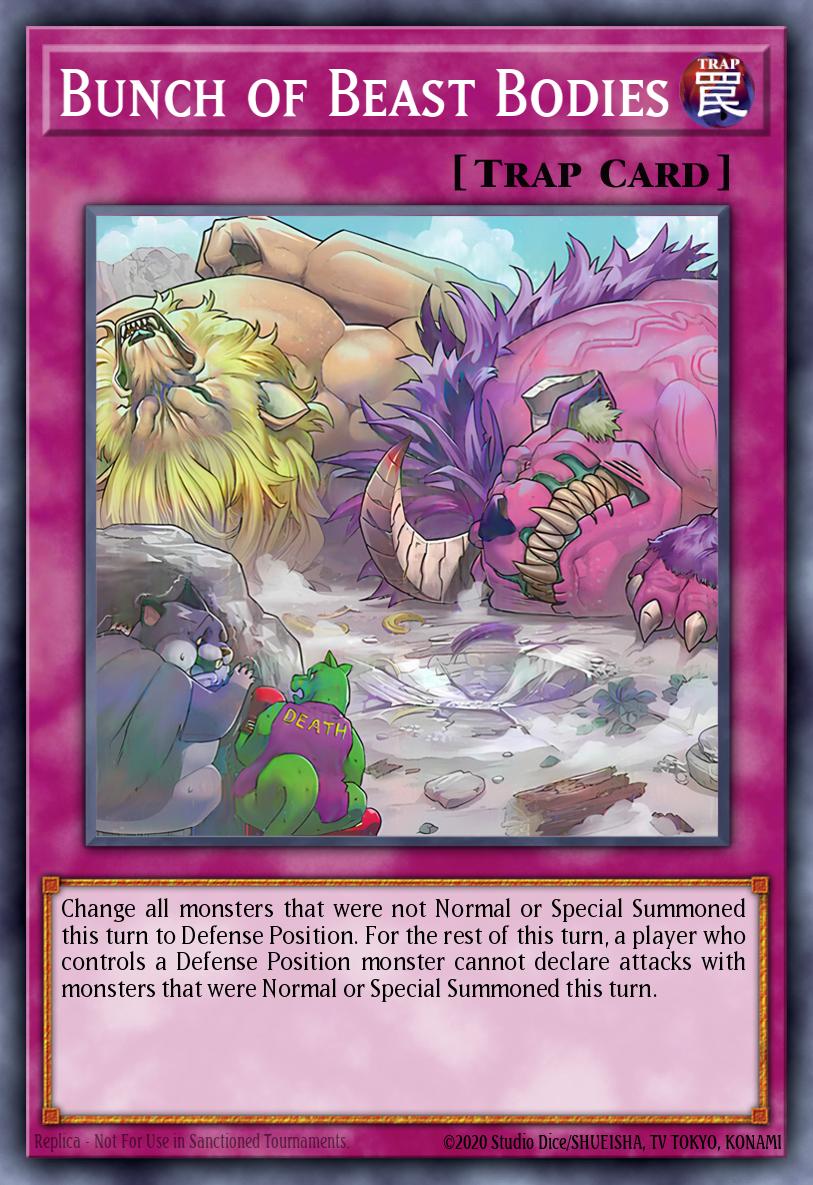 Bunch of Beast Bodies
TRAP
罠
[Trap Card]
DEATH
Change all monsters that were not Normal or Special Summoned
this turn to Defense Position. For the rest of this turn, a player who
controls a Defense Position monster cannot declare attacks with
monsters that were Normal or Special Summoned this turn.
Replica - Not For Use in Sanctioned Tournaments.
©2020 Studio Dice/SHUEISHA, TV TOKYO, KONAMI